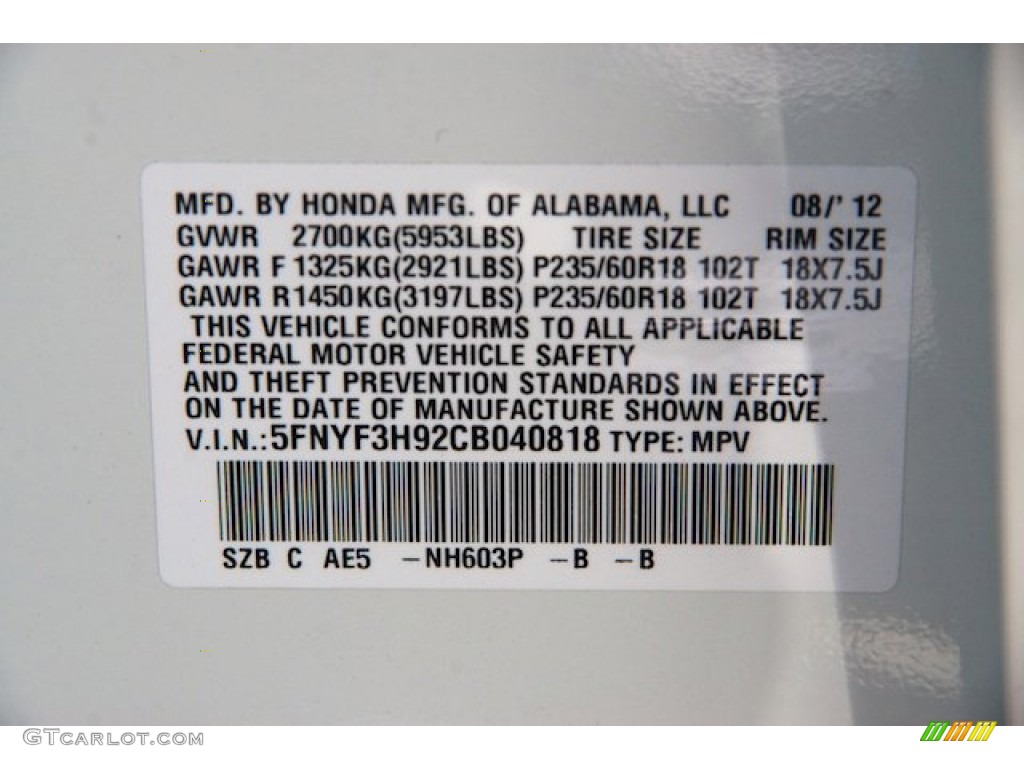 MFD. BY HONDA MFG. OF ALABAMA, LLC 08/' 12
GVWR 2700KG(5953LBS) TIRE SIZE RIM SIZE
GAWR F 1325KG(2921LBS) P235/60R18 102T 18X7.5J
GAWR R1450KG(3197LBS) P235/60R18 102T 18X7.5J
THIS VEHICLE CONFORMS TO ALL APPLICABLE
FEDERAL MOTOR VEHICLE SAFETY
AND THEFT PREVENTION STANDARDS IN EFFECT
ON THE DATE OF MANUFACTURE SHOWN ABOVE.
V.I.N.:5FNYF3H92CB040818 TYPE: MPV
SZB C AE5 -NH603P -B -B
GTCARLOT.COM